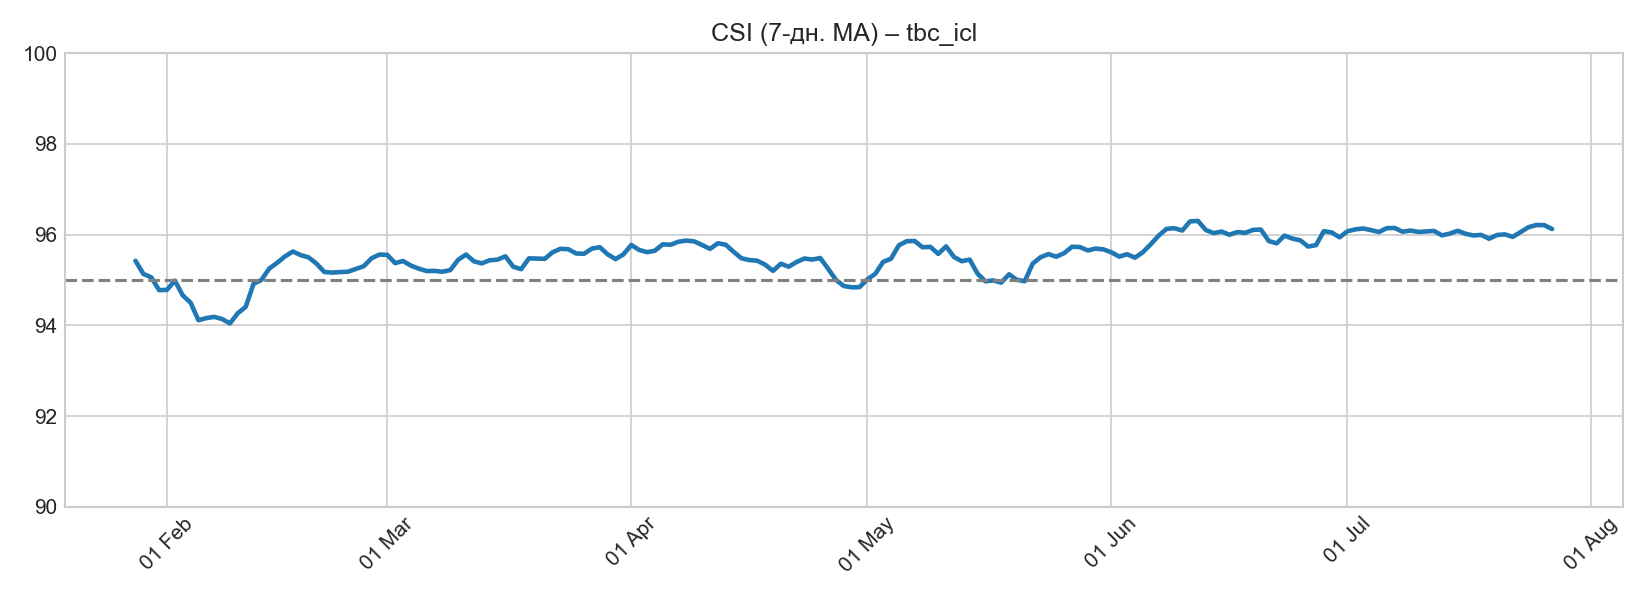 CSI (7-дн. MA) – tbc_icl
100
98
96
94
92
90
01 Feb
01 Mar
01 Apr
01 May
01 Jun
01 Jul
01 Aug